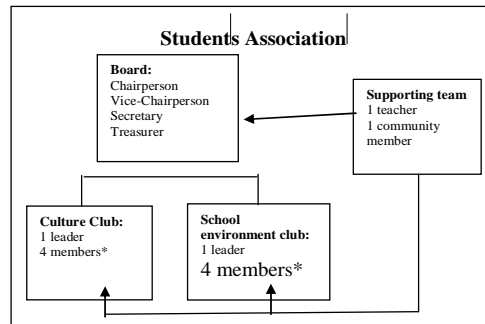 Students Association
Board:
Chairperson
Vice-Chairperson
Secretary
Treasurer
Supporting team
1 teacher
1 community
member
Culture Club:
1 leader
4 members*
School
environment club:
1 leader
4 members*